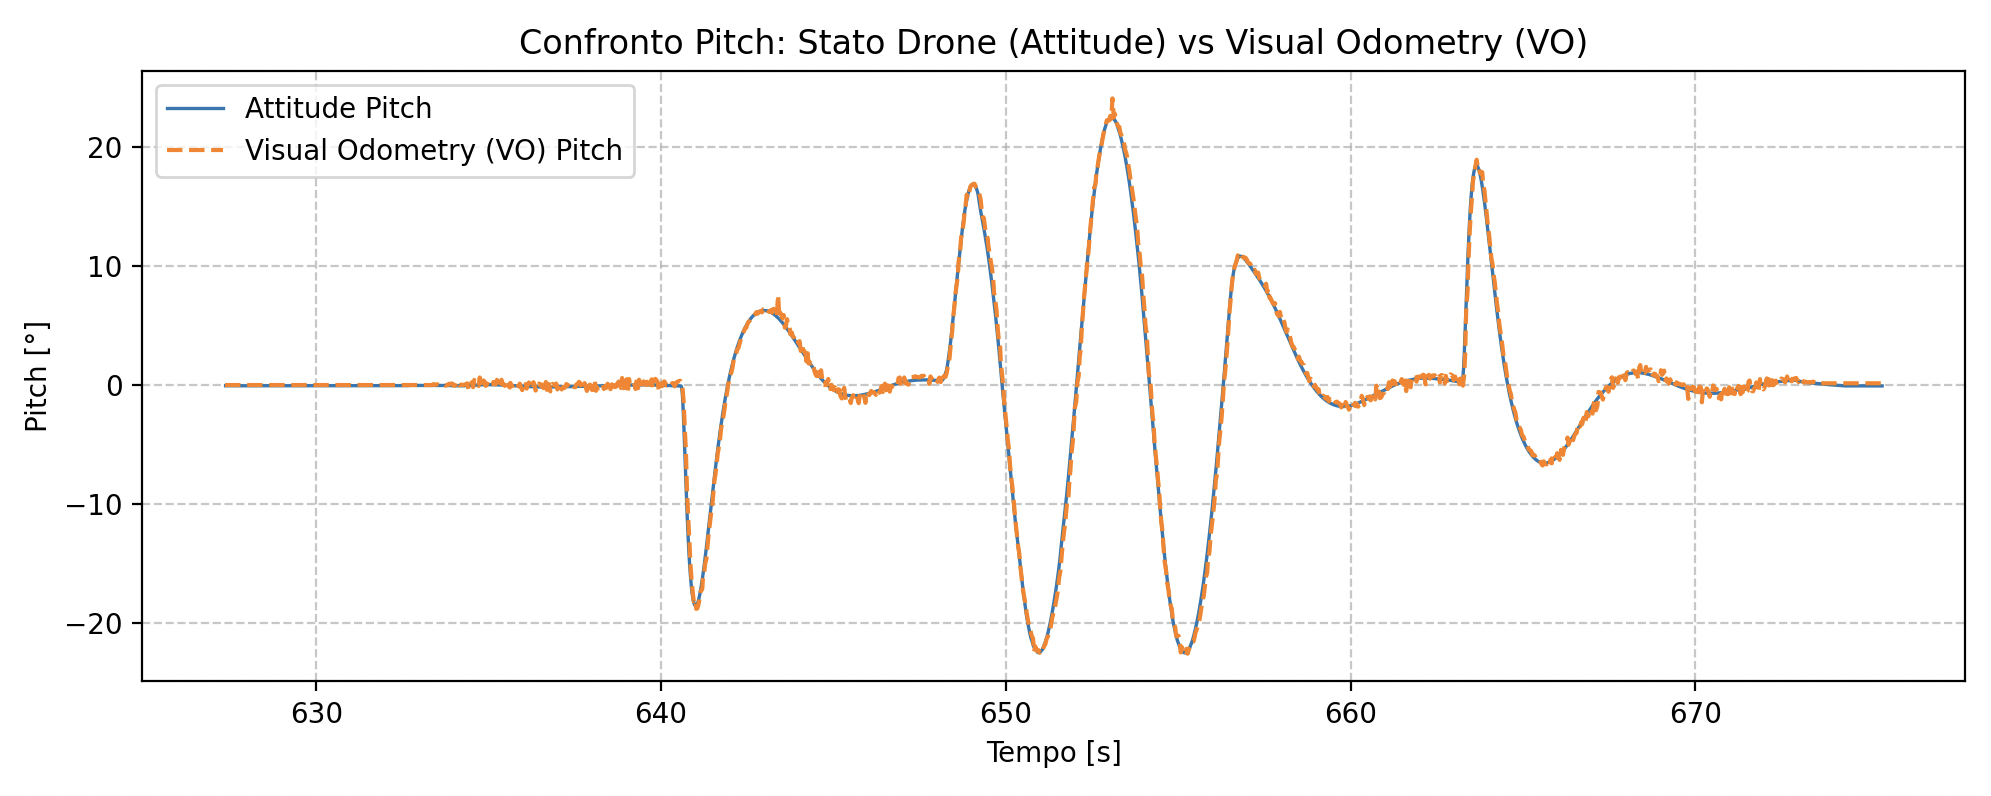 Confronto Pitch: Stato Drone (Attitude) vs Visual Odometry (VO)
Attitude Pitch
Visual Odometry (VO) Pitch
Pitch [°]
20
10
0
−10
−20
630 640 650 660 670
Tempo [s]